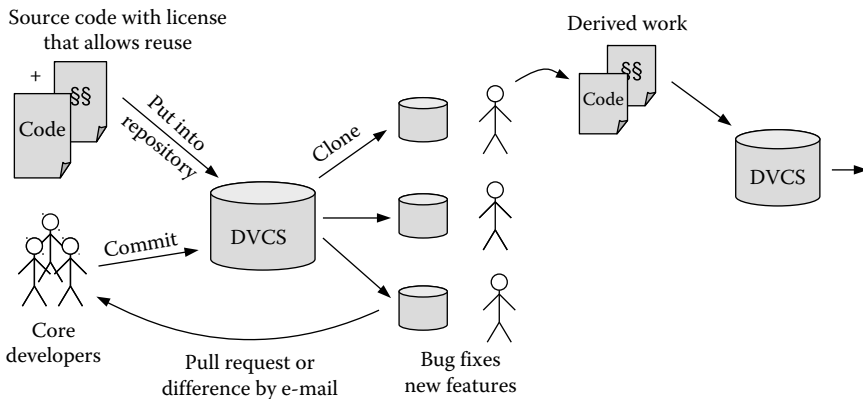 Source code with license
that allows reuse
+
§§
Code
Put into
repository
Clone
Derived work
§§
Code
DVCS
DVCS
Commit
Core
developers
Pull request or
difference by e-mail
Bug fixes
new features